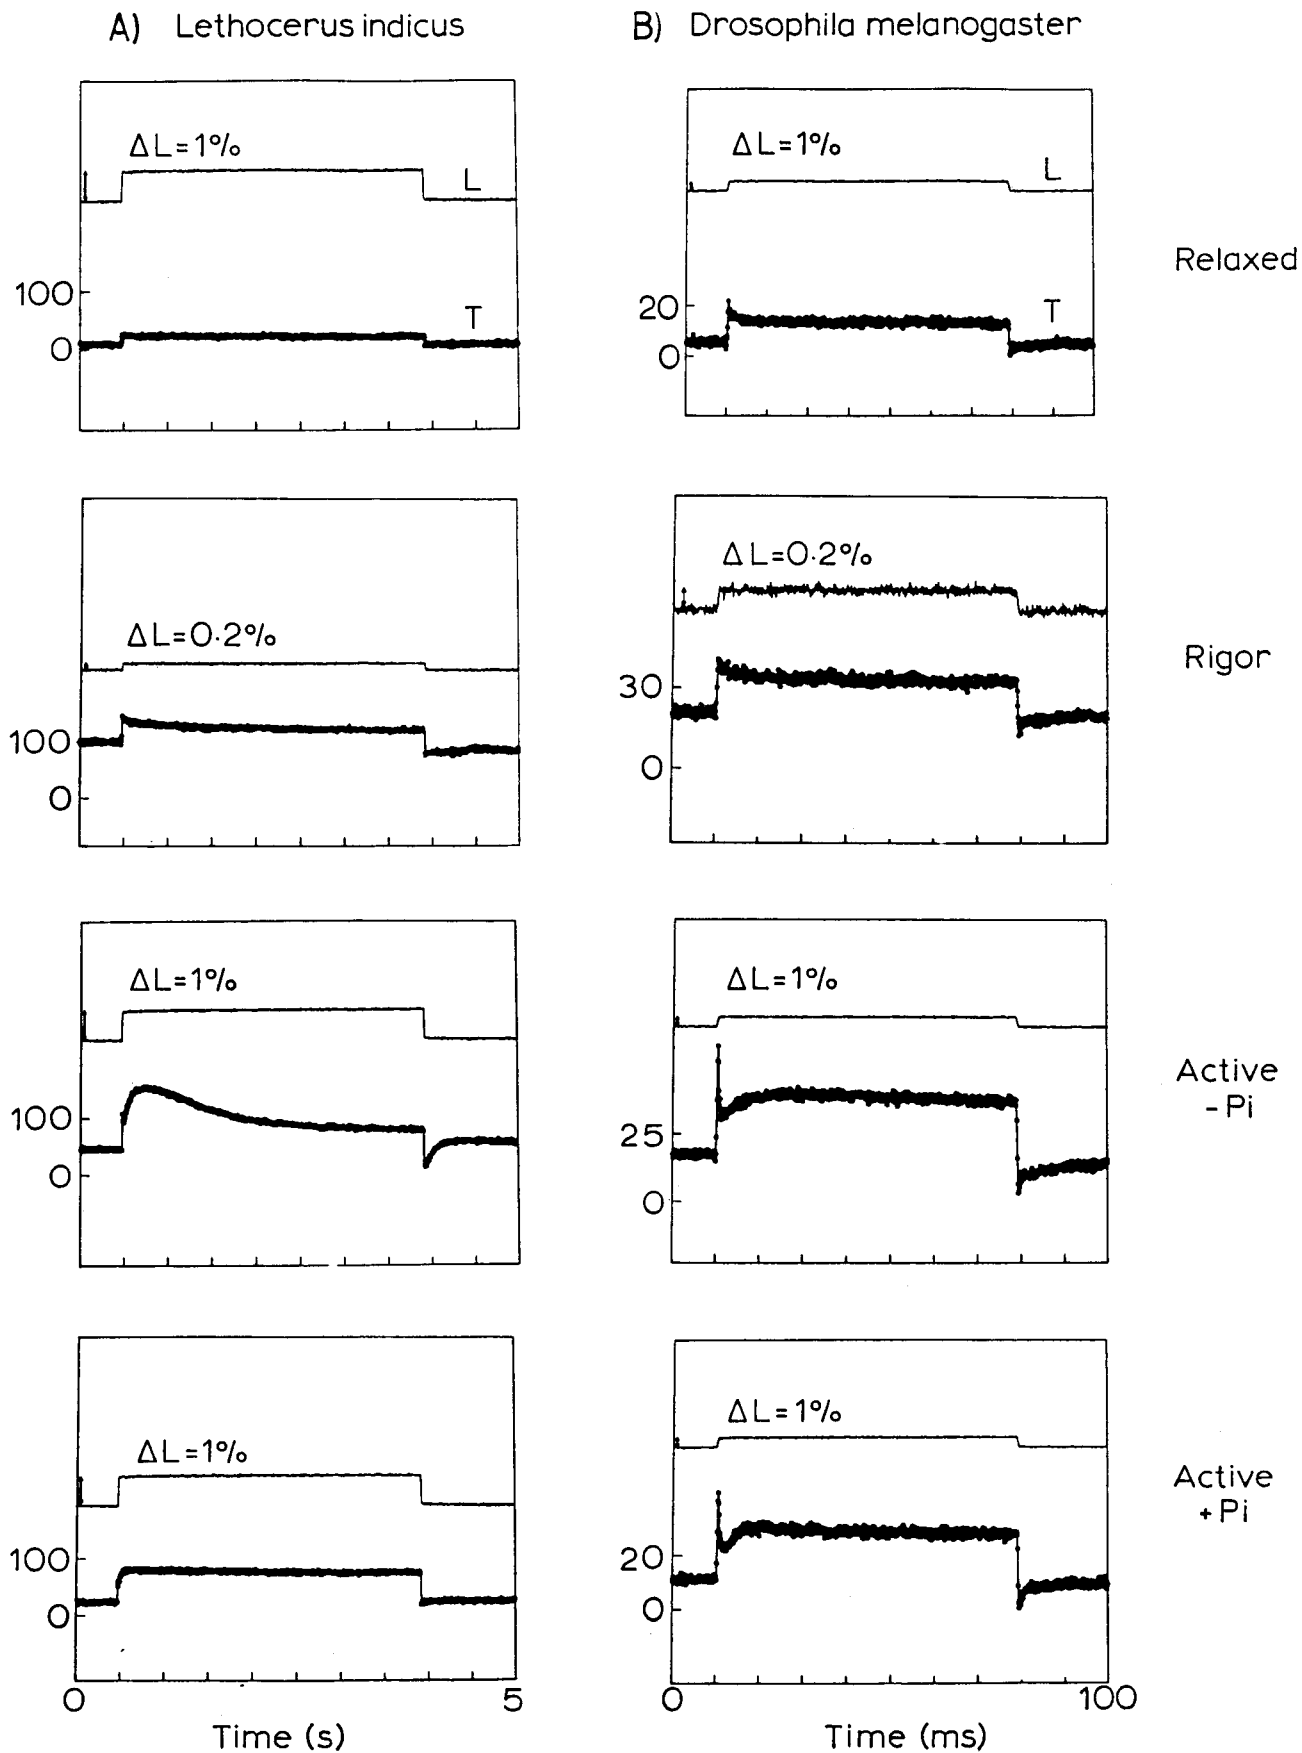 A) Lethocerus indicus
B) Drosophila melanogaster
ΔL=1%
L
100
T
0
ΔL=1%
L
20
T
0
Relaxed
ΔL=0.2%
100
0
ΔL=0.2%
30
0
Rigor
ΔL=1%
100
0
ΔL=1%
25
0
Active
-Pi
ΔL=1%
100
0
0
5
Time (s)
ΔL=1%
20
0
0
100
Time (ms)
Active
+Pi